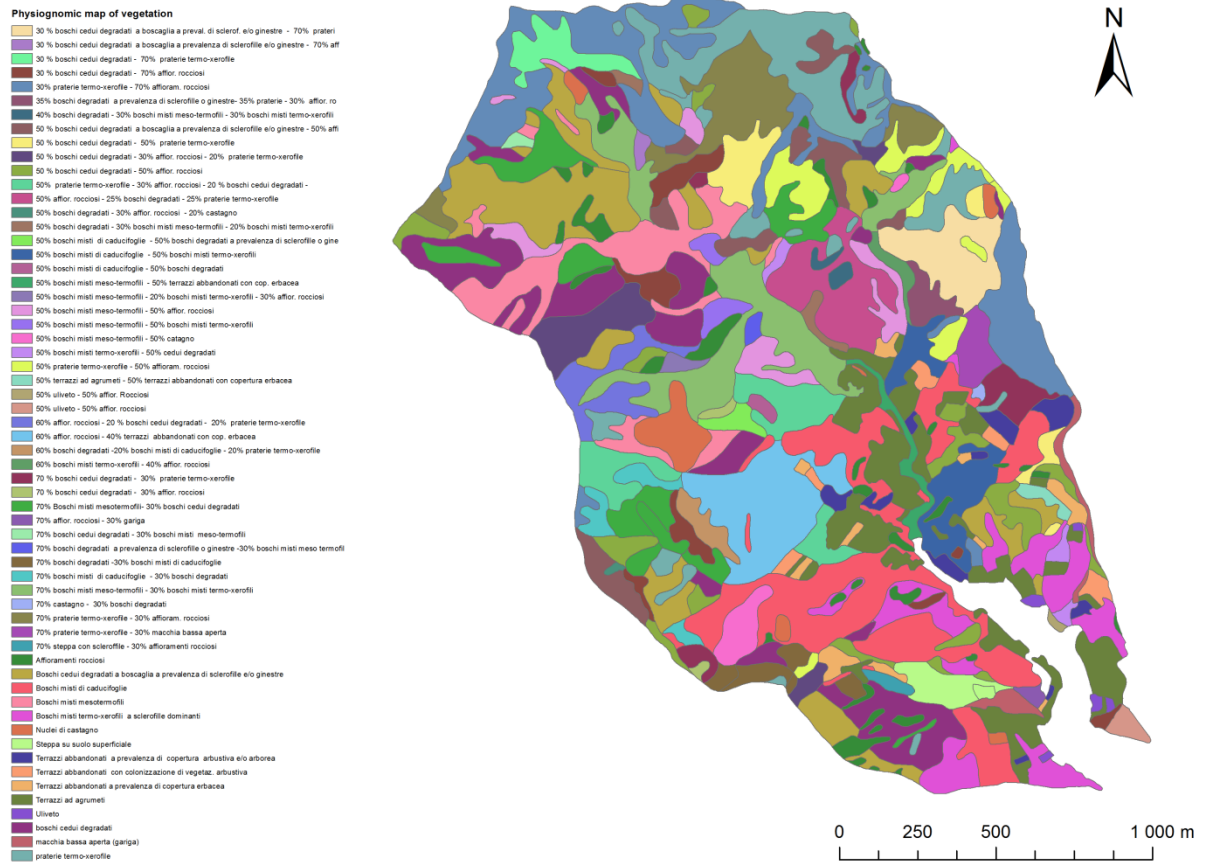 Physiognomic map of vegetation
30 % boschi cedui degradati a boscaglia a preval. di sclerof. e/o ginestre - 70% prateri
30 % boschi cedui degradati a boscaglia a prevalenza di sclerofille e/o ginestre - 70% aff
30 % boschi cedui degradati - 70% praterie termo-xerofile
30 % boschi cedui degradati - 70% affior. rocciosi
30% praterie termo-xerofile - 70% affioram. rocciosi
35% boschi degradati a prevalenza di sclerofille o ginestre- 35% praterie - 30% affior. ro
40% boschi degradati - 30% boschi misti meso-termofili - 30% boschi misti termo-xerofili
50 % boschi cedui degradati a boscaglia a prevalenza di sclerofille e/o ginestre - 50% affi
50 % boschi cedui degradati - 50% praterie termo-xerofile
50 % boschi cedui degradati - 30% affior. rocciosi - 20% praterie termo-xerofile
50 % boschi cedui degradati - 50% affior. rocciosi
50% praterie termo-xerofile - 30% affior. rocciosi - 20 % boschi cedui degradati -
50% affior. rocciosi - 25% boschi degradati - 25% praterie termo-xerofile
50% boschi degradati - 30% affior. rocciosi - 20% castagno
50% boschi degradati - 30% boschi misti meso-termofili - 20% boschi misti termo-xerofili
50% boschi misti di caducifoglie - 50% boschi degradati a prevalenza di sclerofille o gine
50% boschi misti di caducifoglie - 50% boschi misti termo-xerofili
50% boschi misti di caducifoglie - 50% boschi degradati
50% boschi misti meso-termofili - 50% terrazzi abbandonati con cop. erbacea
50% boschi misti meso-termofili - 20% boschi misti termo-xerofili - 30% affior. rocciosi
50% boschi misti meso-termofili - 50% affior. rocciosi
50% boschi misti meso-termofili - 50% boschi misti termo-xerofili
50% boschi misti meso-termofili - 50% catagno
50% boschi misti termo-xerofili - 50% cedui degradati
50% praterie termo-xerofile - 50% affioram. rocciosi
50% terrazzi ad agrumeti - 50% terrazzi abbandonati con copertura erbacea
50% uliveto - 50% affior. Rocciosi
50% uliveto - 50% affior. rocciosi
60% affior. rocciosi - 20 % boschi cedui degradati - 20% praterie termo-xerofile
60% affior. rocciosi - 40% terrazzi abbandonati con cop. erbacea
60% boschi degradati -20% boschi misti di caducifoglie - 20% praterie termo-xerofile
60% boschi misti termo-xerofili - 40% affior. rocciosi
70 % boschi cedui degradati - 30% praterie termo-xerofile
70 % boschi cedui degradati - 30% affior. rocciosi
70% Boschi misti mesotermofili- 30% boschi cedui degradati
70% affior. rocciosi - 30% gariga
70% boschi cedui degradati - 30% boschi misti meso-termofili
70% boschi degradati a prevalenza di sclerofille o ginestre -30% boschi misti meso termofil
70% boschi degradati -30% boschi misti di caducifoglie
70% boschi misti di caducifoglie - 30% boschi degradati
70% boschi misti meso-termofili - 30% boschi misti termo-xerofili
70% castagno - 30% boschi degradati
70% praterie termo-xerofile - 30% affioram. rocciosi
70% praterie termo-xerofile - 30% macchia bassa aperta
70% steppa con scleroffile - 30% affioramenti rocciosi
Affioramenti rocciosi
Boschi cedui degradati a boscaglia a prevalenza di sclerofille e/o ginestre
Boschi misti di caducifoglie
Boschi misti mesotermofili
Boschi misti termo-xerofili a sclerofille dominanti
Nuclei di castagno
Steppa su suolo superficiale
Terrazzi abbandonati a prevalenza di copertura arbustiva e/o arborea
Terrazzi abbandonati con colonizzazione di vegetaz. arbustiva
Terrazzi abbandonati a prevalenza di copertura erbacea
Terrazzi ad agrumeti
Uliveto
boschi cedui degradati
macchia bassa aperta (gariga)
praterie termo-xerofile
N
0 250 500 1 000 m